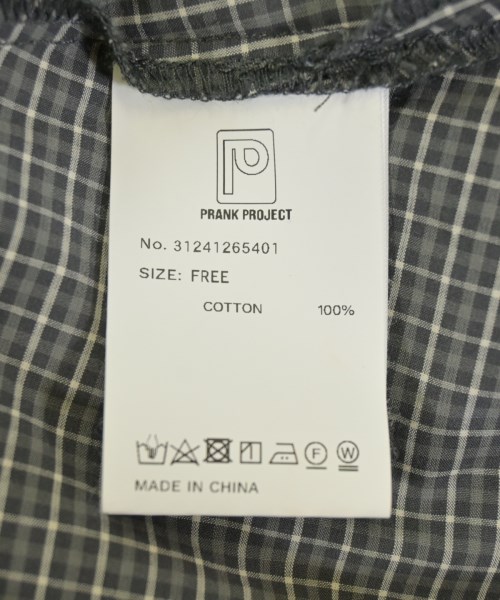 PRANK PROJECT
No. 31241265401
SIZE: FREE
COTTON 100%
F W
MADE IN CHINA